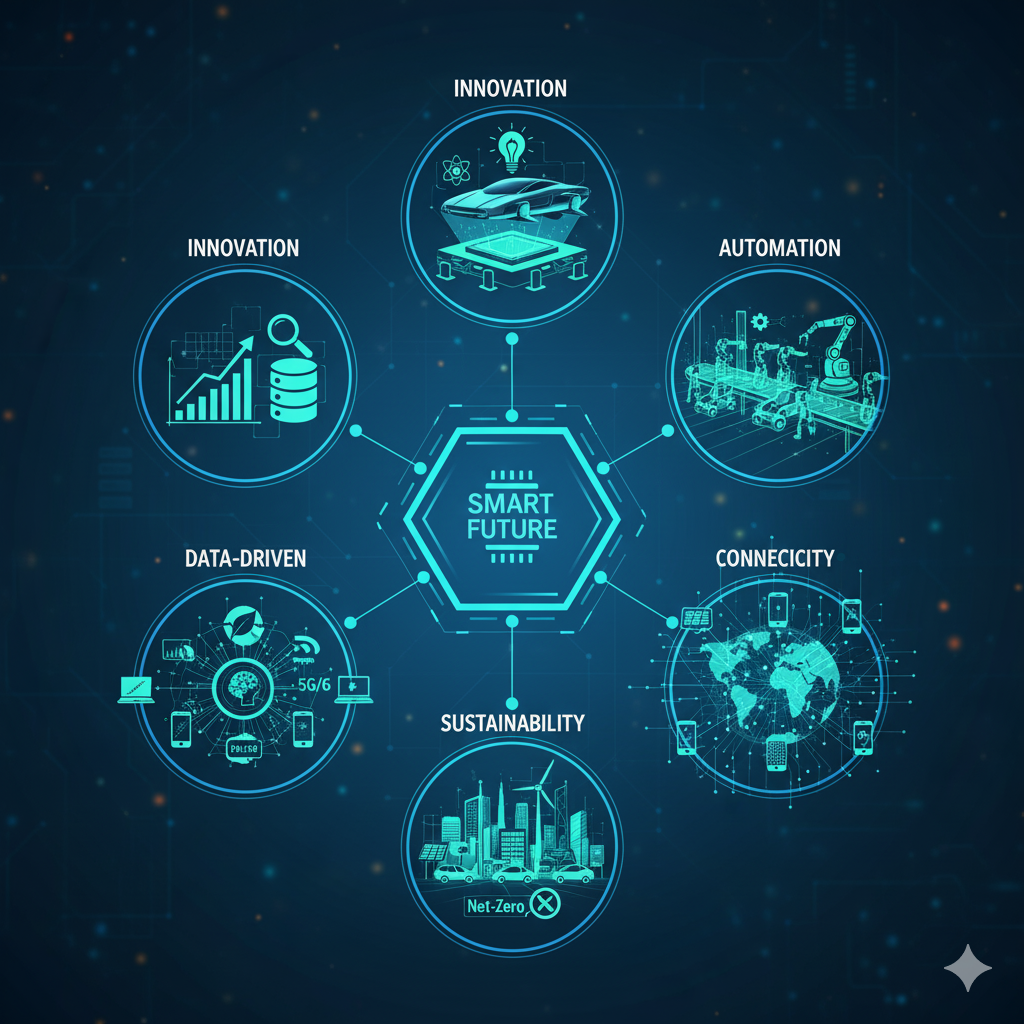 INNOVATION
INNOVATION
AUTOMATION
SMART
FUTURE
DATA-DRIVEN
CONNECICITY
5G/6
SUSTAINABILITY
Net-Zero